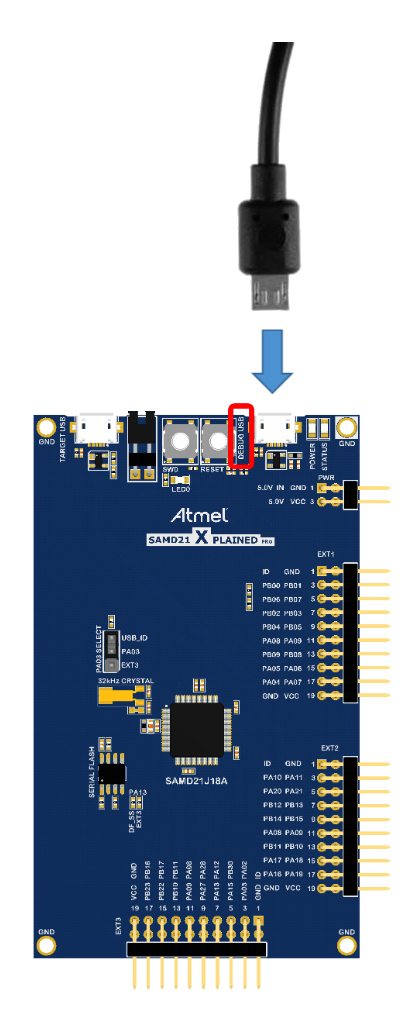 TARGET USB
GND
SW0
RESET
DEBUG USB
POWER
STATUS
GND
LED0
PWR
5.0V IN GND 1
5.0V VCC 3
Atmel
SAMD21 XPLAINED PRO
EXT1
ID GND 1
PB00 PB01 3
PB06 PB07 5
PB02 PB03 7
PB04 PB05 9
PA08 PA09 11
PB09 PB08 13
PA05 PA06 15
PA04 PA07 17
GND VCC 19
PA03 SELECT
USB_ID
PA03
EXT3
32kHz CRYSTAL
SERIAL FLASH
SAMD21J18A
PA13
DF_SS
EXT3
EXT2
ID GND 1
PA10 PA11 3
PA20 PA21 5
PB12 PB13 7
PB14 PB15 9
PA08 PA09 11
PB11 PB10 13
PA17 PA18 15
PA16 PA19 17
GND VCC 19
EXT3
19 VCC GND
17 PB23 PB16
15 PB22 PB17
13 PB10 PB11
11 PA09 PA08
9 PA27 PA28
7 PA13 PA12
5 PA15 PB30
3 PA03 PA02
1 GND ID
GND
GND